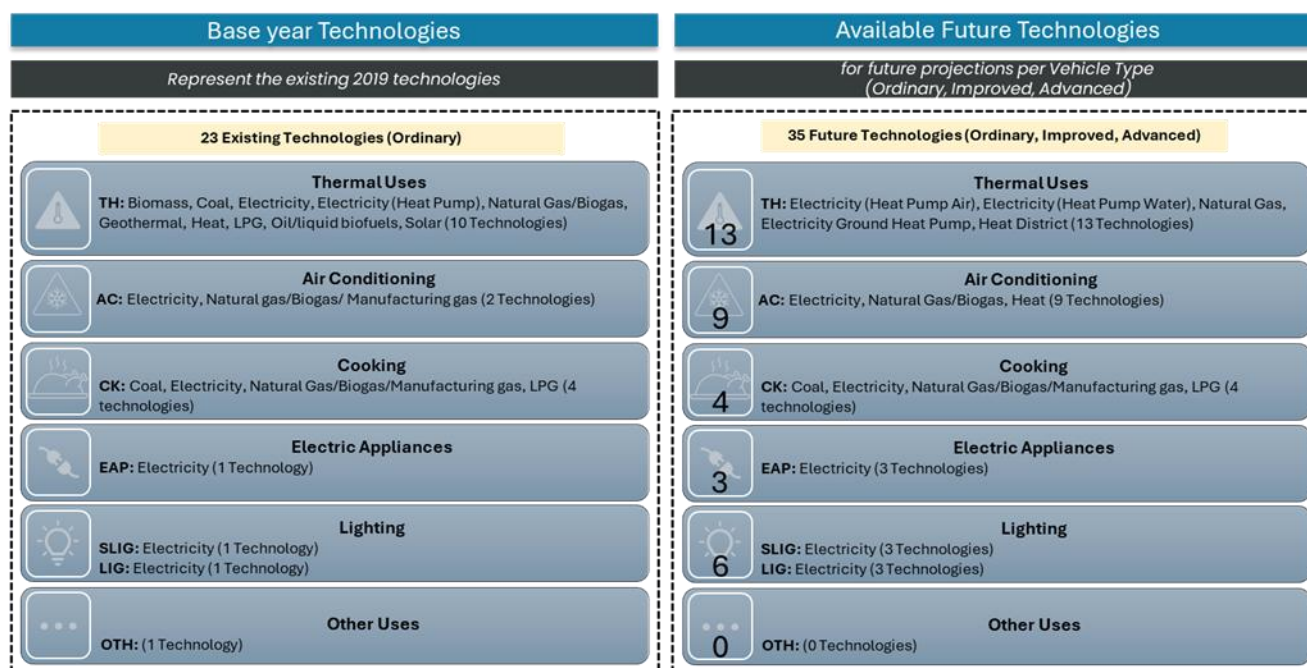 Base year Technologies
Represent the existing 2019 technologies
23 Existing Technologies (Ordinary)
Thermal Uses
TH: Biomass, Coal, Electricity, Electricity (Heat Pump), Natural Gas/Biogas,
Geothermal, Heat, LPG, Oil/liquid biofuels, Solar (10 Technologies)
Air Conditioning
AC: Electricity, Natural gas/Biogas/ Manufacturing gas (2 Technologies)
Cooking
CK: Coal, Electricity, Natural Gas/Biogas/Manufacturing gas, LPG (4
technologies)
Electric Appliances
EAP: Electricity (1 Technology)
Lighting
SLIG: Electricity (1 Technology)
LIG: Electricity (1 Technology)
Other Uses
OTH: (1 Technology)
Available Future Technologies
for future projections per Vehicle Type
(Ordinary, Improved, Advanced)
35 Future Technologies (Ordinary, Improved, Advanced)
Thermal Uses
TH: Electricity (Heat Pump Air), Electricity (Heat Pump Water), Natural Gas,
Electricity Ground Heat Pump, Heat District (13 Technologies)
13
Air Conditioning
AC: Electricity, Natural Gas/Biogas, Heat (9 Technologies)
9
Cooking
CK: Coal, Electricity, Natural Gas/Biogas/Manufacturing gas, LPG (4
technologies)
4
Electric Appliances
EAP: Electricity (3 Technologies)
3
Lighting
SLIG: Electricity (3 Technologies)
LIG: Electricity (3 Technologies)
6
Other Uses
OTH: (0 Technologies)
0